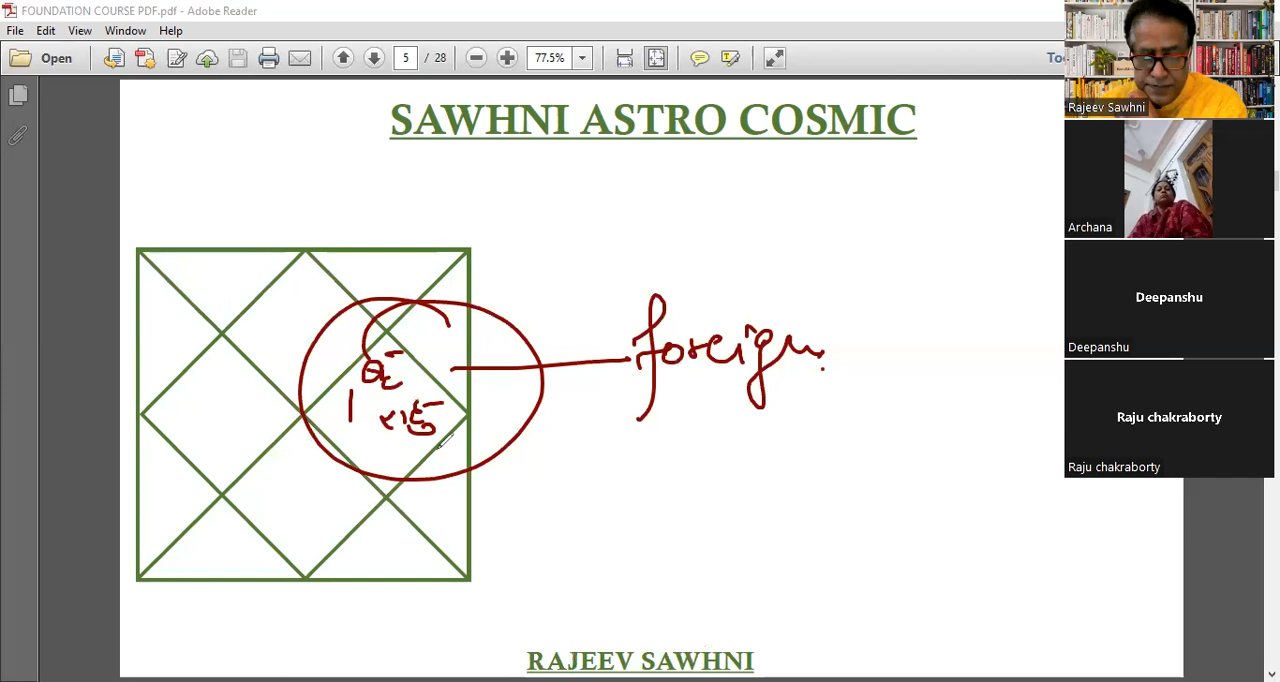 FOUNDATION COURSE PDF.pdf - Adobe Reader
File Edit View Window Help
Open 5 / 28 77.5%
SAWHNI ASTRO COSMIC
foreign.
RAJEEV SAWHNI
Rajeev Sawhni
Archana
Deepanshu
Deepanshu
Raju chakraborty
Raju chakraborty